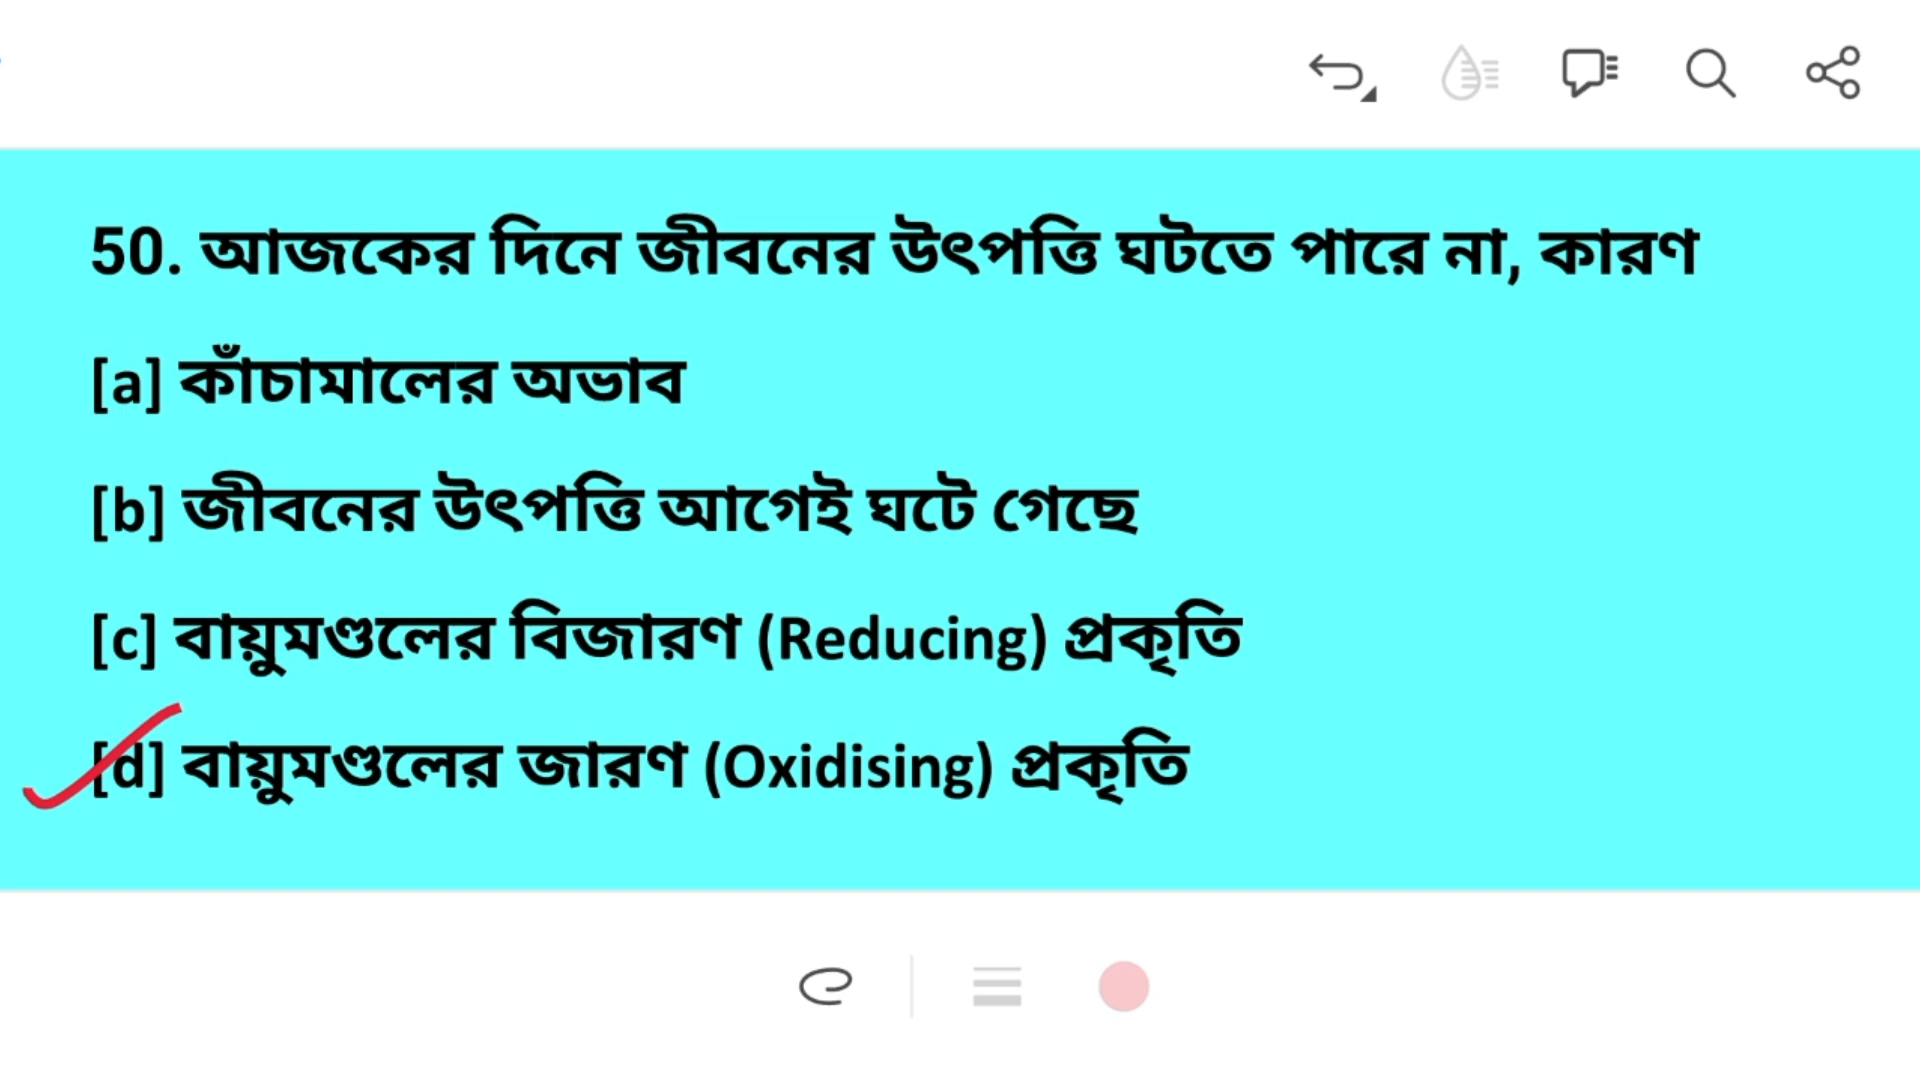 50. আজকের দিনে জীবনের উৎপত্তি ঘটতে পারে না, কারণ
[a] কাঁচামালের অভাব
[b] জীবনের উৎপত্তি আগেই ঘটে গেছে
[c] বায়ুমণ্ডলের বিজারণ (Reducing) প্রকৃতি
[d] বায়ুমণ্ডলের জারণ (Oxidising) প্রকৃতি